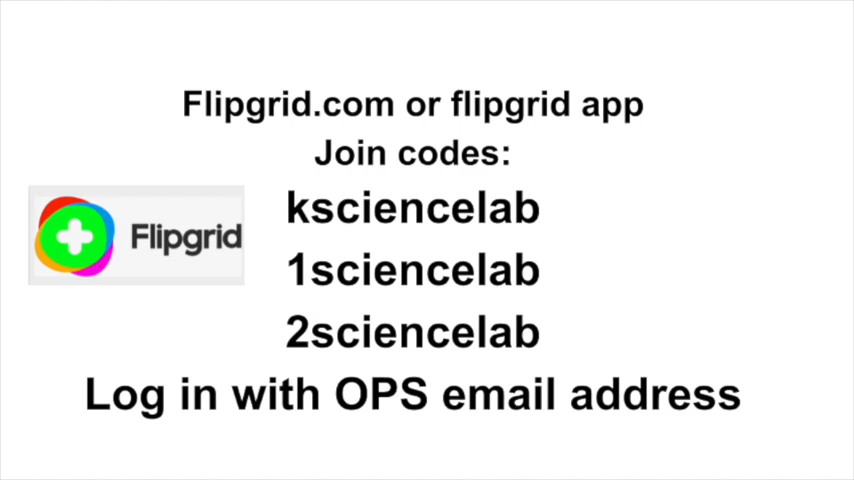 Flipgrid.com or flipgrid app
Join codes:
ksciencelab
Flipgrid
1sciencelab
2sciencelab
Log in with OPS email address